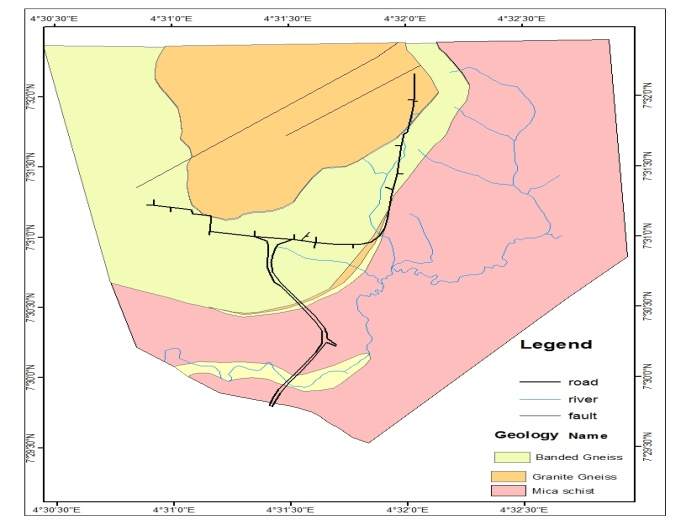 4°30'30"E 4°31'0"E 4°31'30"E 4°32'0"E 4°32'30"E
7°32'0"N 7°32'0"N
7°31'30"N 7°31'30"N
7°31'0"N 7°31'0"N
7°30'30"N 7°30'30"N
7°30'0"N 7°30'0"N
7°29'30"N 7°29'30"N
Legend
road
river
fault
Geology Name
Banded Gneiss
Granite Gneiss
Mica schist
4°30'30"E 4°31'0"E 4°31'30"E 4°32'0"E 4°32'30"E